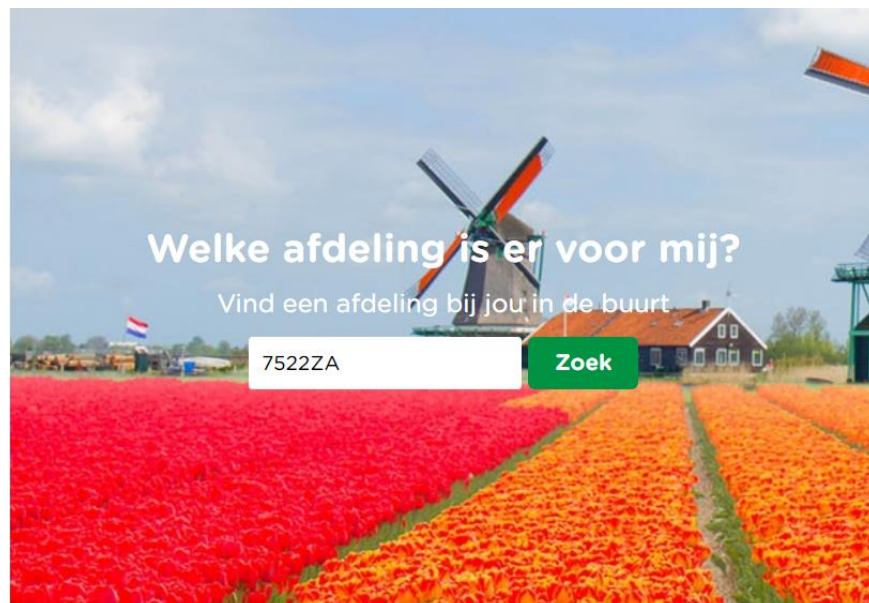 Welke afdeling is er voor mij?
Vind een afdeling bij jou in de buurt
7522ZA Zoek